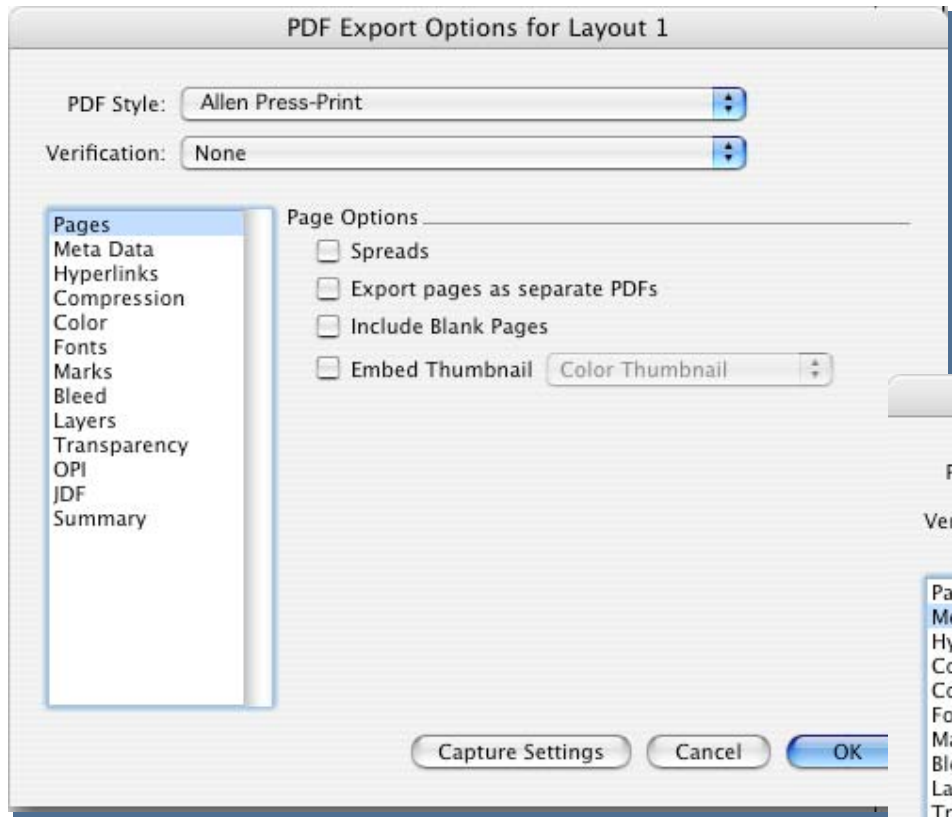 PDF Export Options for Layout 1
PDF Style: Allen Press-Print
Verification: None
Pages
Meta Data
Hyperlinks
Compression
Color
Fonts
Marks
Bleed
Layers
Transparency
OPI
JDF
Summary
Page Options
Spreads
Export pages as separate PDFs
Include Blank Pages
Embed Thumbnail Color Thumbnail
Capture Settings Cancel OK